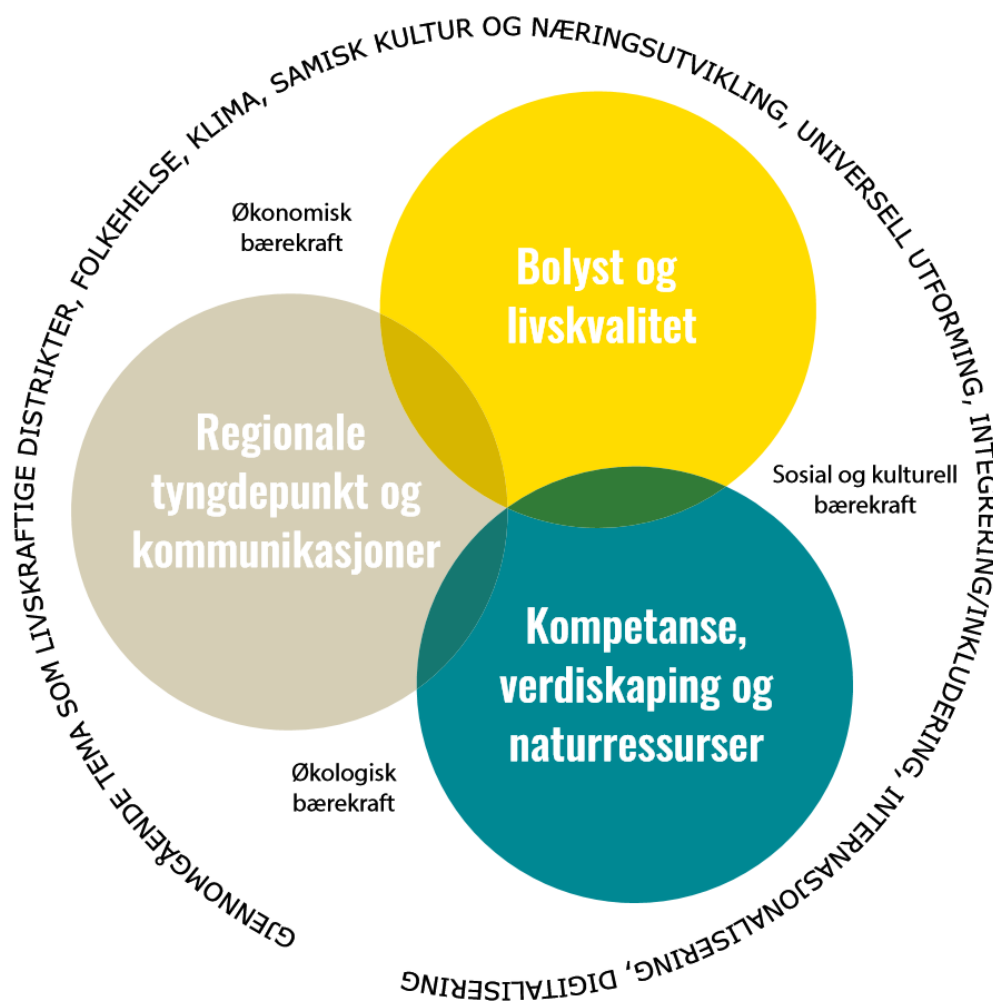 GJENNOMGÅENDE TEMA SOM LIVSKRAFTIGE DISTRIKTER, FOLKEHELSE, KLIMA, SAMISK KULTUR OG NÆRINGSUTVIKLING, UNIVERSELL UTFORMING, INTEGRERING/INKLUDERING, INTERNASJONALISERING, DIGITALISERING
Økonomisk
bærekraft
Bolyst og
livskvalitet
Regionale
tyngdepunkt og
kommunikasjoner
Sosial og kulturell
bærekraft
Kompetanse,
verdiskaping og
naturressurser
Økologisk
bærekraft